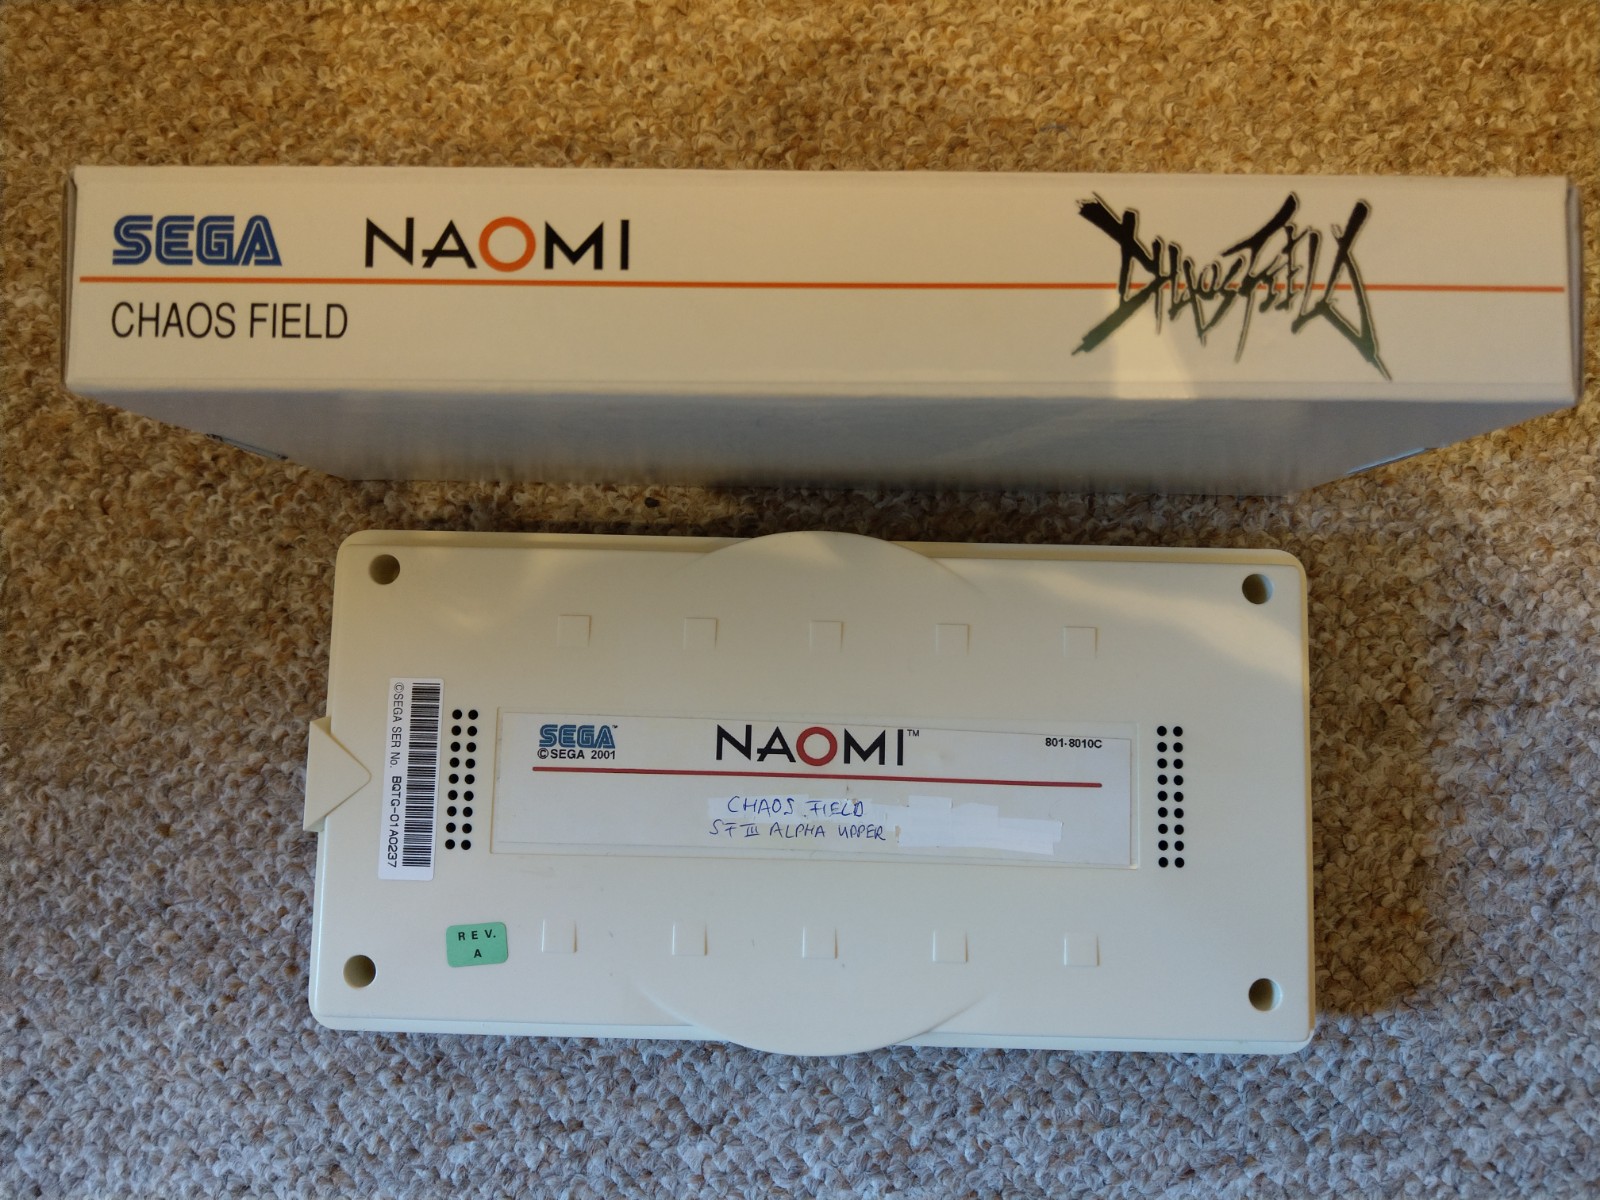 SEGA NAOMI
CHAOS FIELD
CHAOS FIELD
©SEGA SER No. BQTG-01A0237
SEGA™ NAOMI™ 801-8010C
©SEGA 2001
CHAOS FIELD
SF III ALPHA UPPER
REV.
A